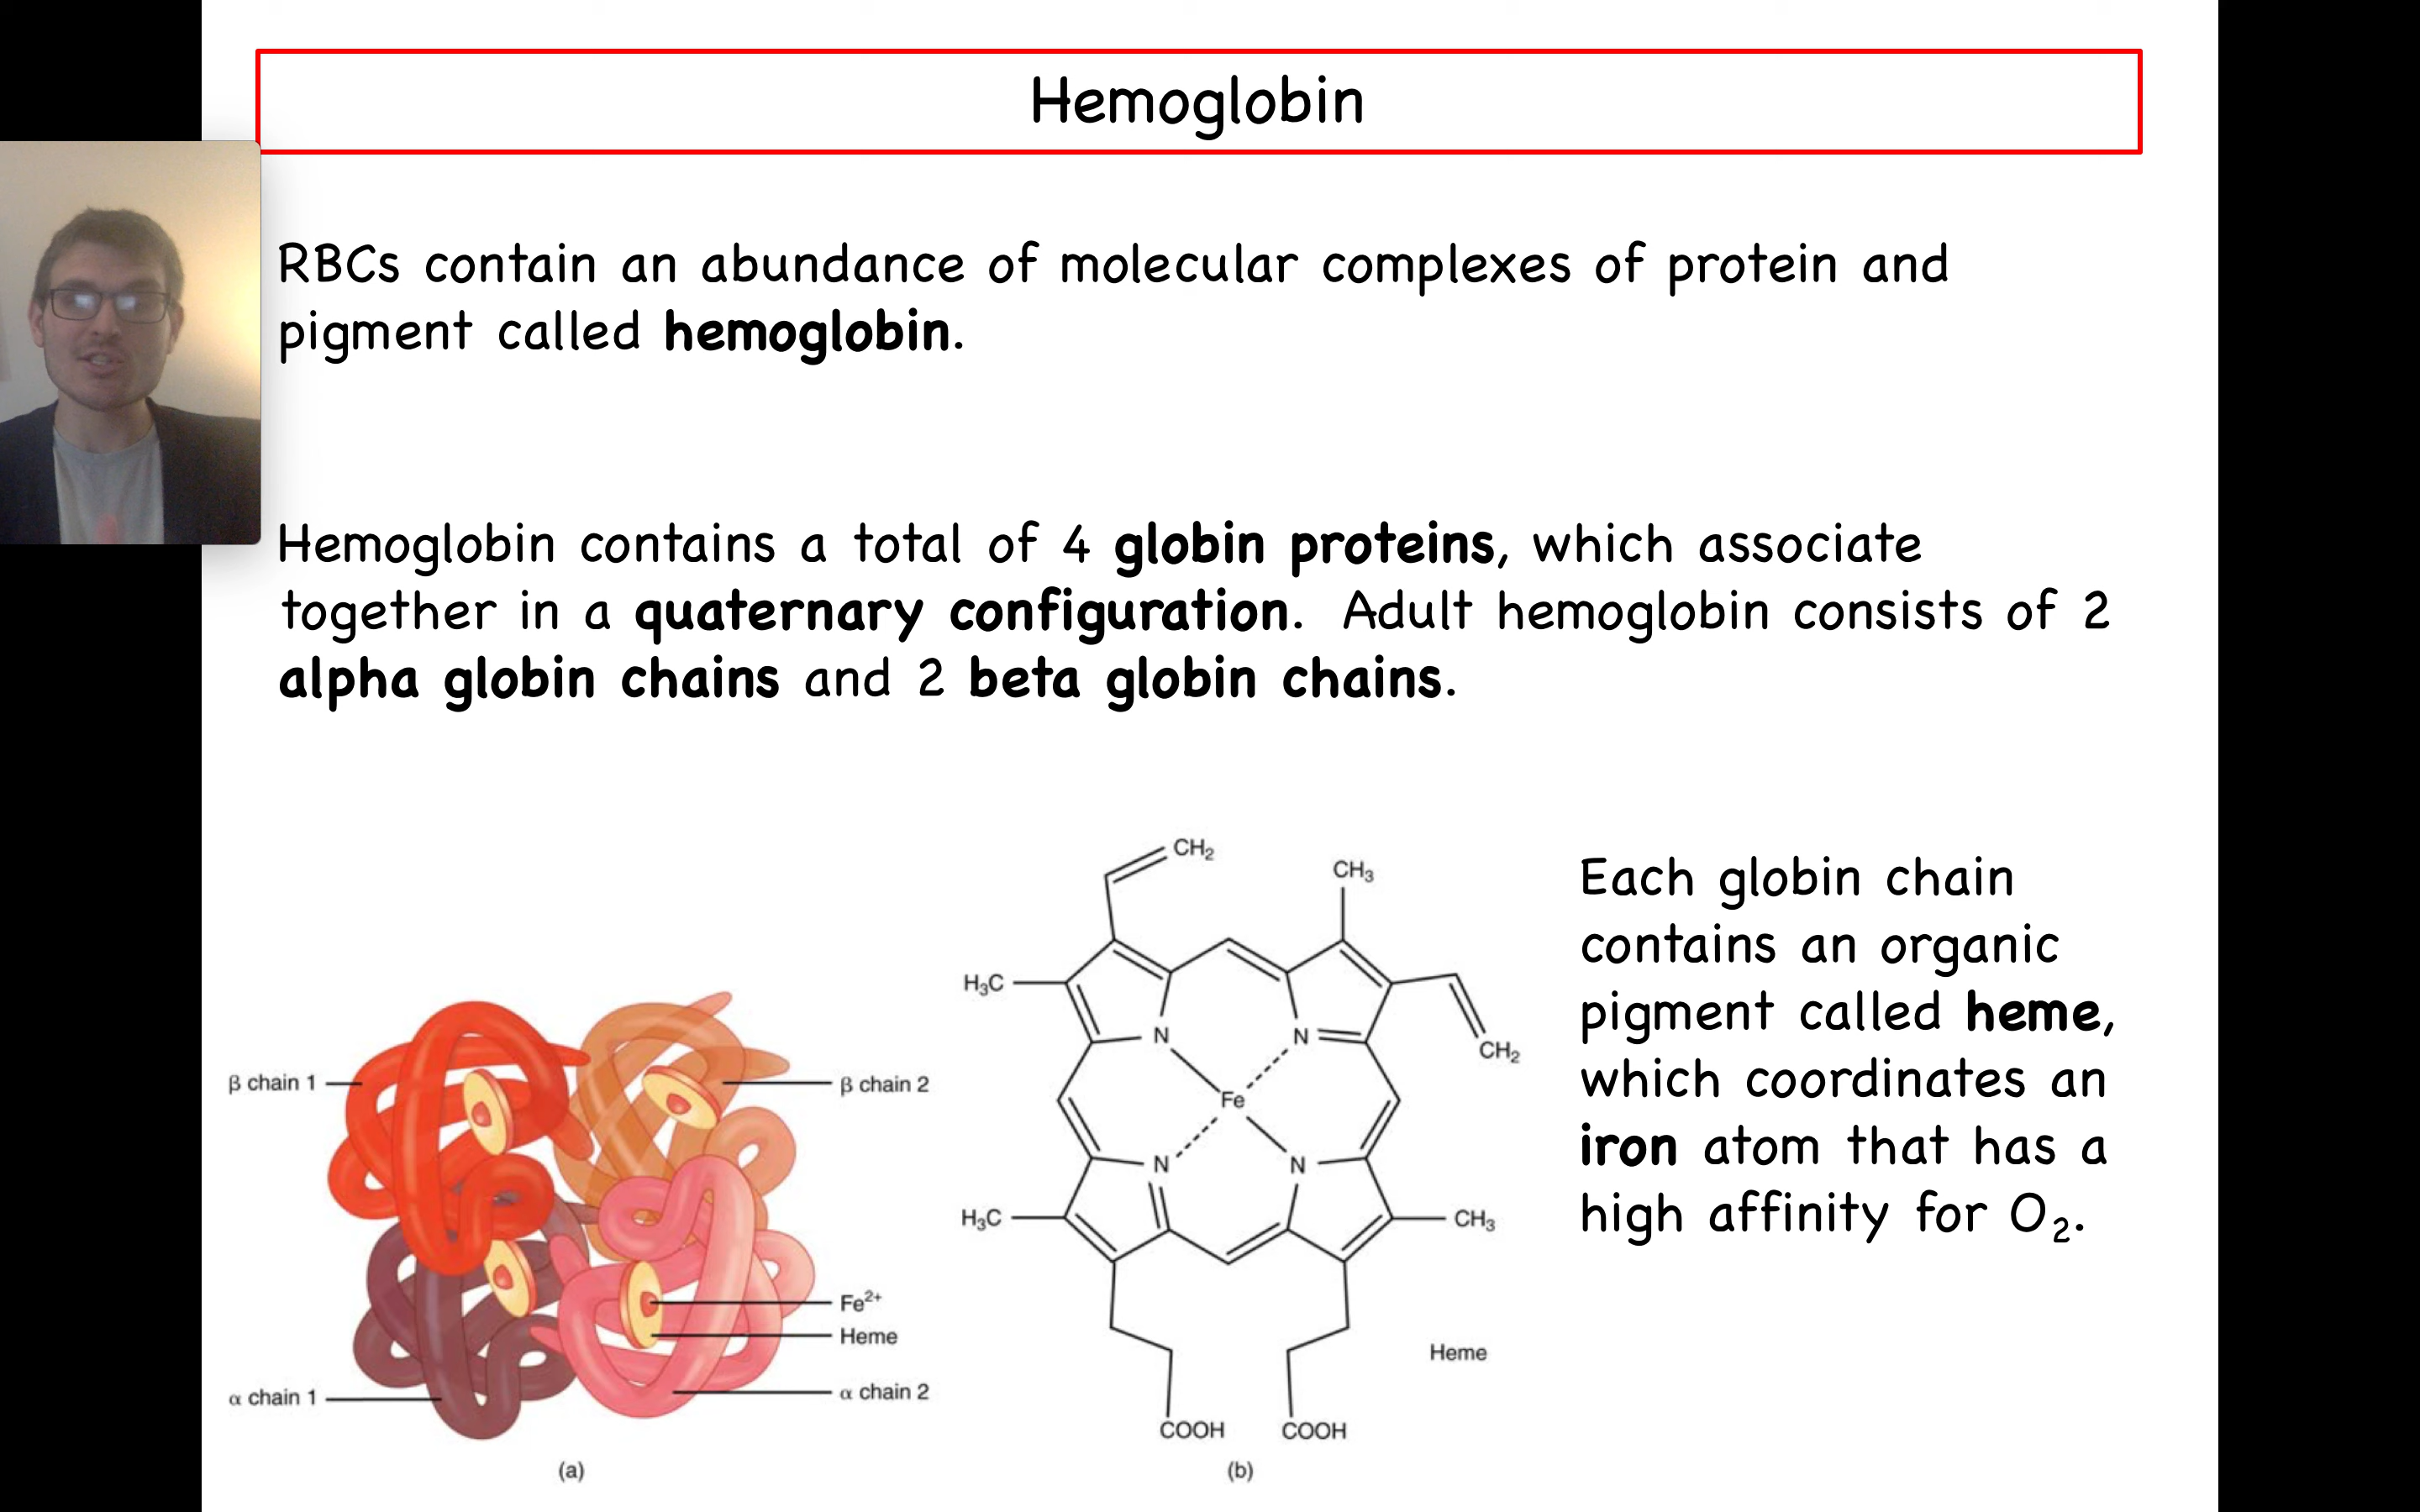 Hemoglobin
RBCs contain an abundance of molecular complexes of protein and
pigment called hemoglobin.
Hemoglobin contains a total of 4 globin proteins, which associate
together in a quaternary configuration. Adult hemoglobin consists of 2
alpha globin chains and 2 beta globin chains.
β chain 1
β chain 2
Fe²⁺
Heme
α chain 1
α chain 2
(a)
CH₂
CH₃
H₃C
N
N
CH₂
Fe
N
N
H₃C
CH₃
Heme
COOH
COOH
(b)
Each globin chain
contains an organic
pigment called heme,
which coordinates an
iron atom that has a
high affinity for O₂.